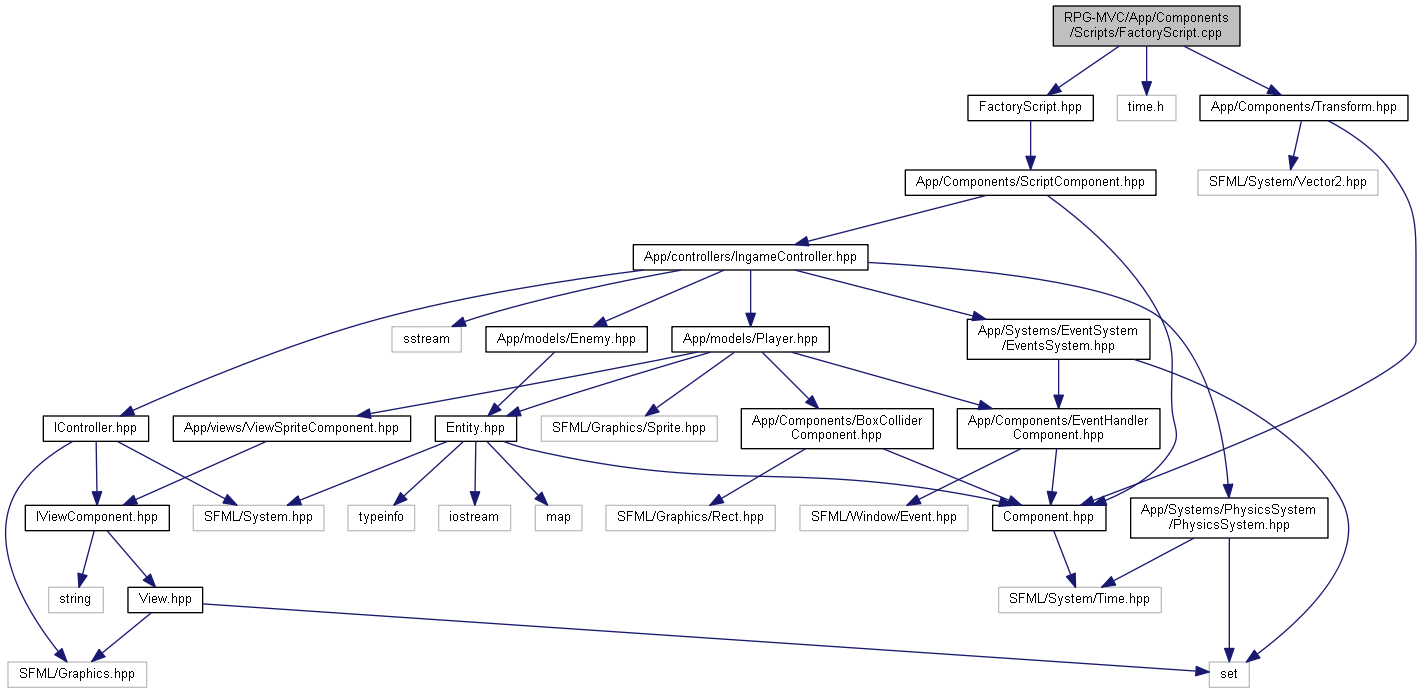 RPG-MVC/App/Components
/Scripts/FactoryScript.cpp
FactoryScript.hpp
time.h
App/Components/Transform.hpp
App/Components/ScriptComponent.hpp
SFML/System/Vector2.hpp
App/controllers/IngameController.hpp
sstream
App/models/Enemy.hpp
App/models/Player.hpp
App/Systems/EventSystem
/EventsSystem.hpp
IController.hpp
App/views/ViewSpriteComponent.hpp
Entity.hpp
SFML/Graphics/Sprite.hpp
App/Components/BoxCollider
Component.hpp
App/Components/EventHandler
Component.hpp
IViewComponent.hpp
SFML/System.hpp
typeinfo
iostream
map
SFML/Graphics/Rect.hpp
SFML/Window/Event.hpp
Component.hpp
App/Systems/PhysicsSystem
/PhysicsSystem.hpp
string
View.hpp
SFML/System/Time.hpp
SFML/Graphics.hpp
set